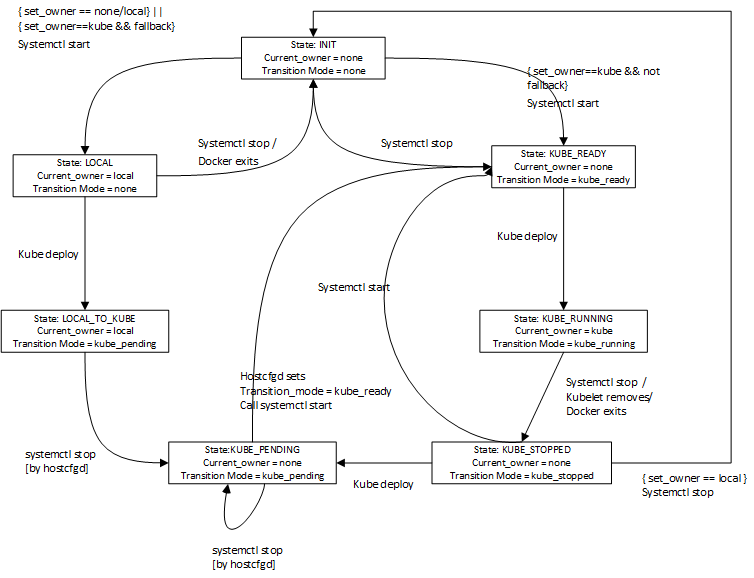 { set_owner == none/local} ||
{ set_owner==kube && fallback}
Systemctl start
State: INIT
Current_owner = none
Transition Mode = none
{ set_owner==kube && not
fallback}
Systemctl start
Systemctl stop /
Docker exits
Systemctl stop
State: LOCAL
Current_owner = local
Transition Mode = none
State: KUBE_READY
Current_owner = none
Transition Mode = kube_ready
Kube deploy
Kube deploy
Systemctl start
State: LOCAL_TO_KUBE
Current_owner = local
Transition Mode = kube_pending
State: KUBE_RUNNING
Current_owner = kube
Transition Mode = kube_running
Hostcfgd sets
Transition_mode = kube_ready
Call systemctl start
Systemctl stop /
Kubelet removes/
Docker exits
systemctl stop
[by hostcfgd]
State:KUBE_PENDING
Current_owner = none
Transition Mode = kube_pending
State: KUBE_STOPPED
Current_owner = none
Transition Mode = kube_stopped
Kube deploy
{ set_owner == local }
Systemctl stop
systemctl stop
[by hostcfgd]